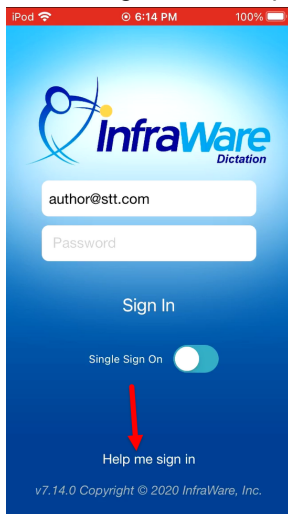 iPod 6:14 PM 100%
InfraWare
Dictation
author@stt.com
Password
Sign In
Single Sign On
Help me sign in
v7.14.0 Copyright © 2020 InfraWare, Inc.